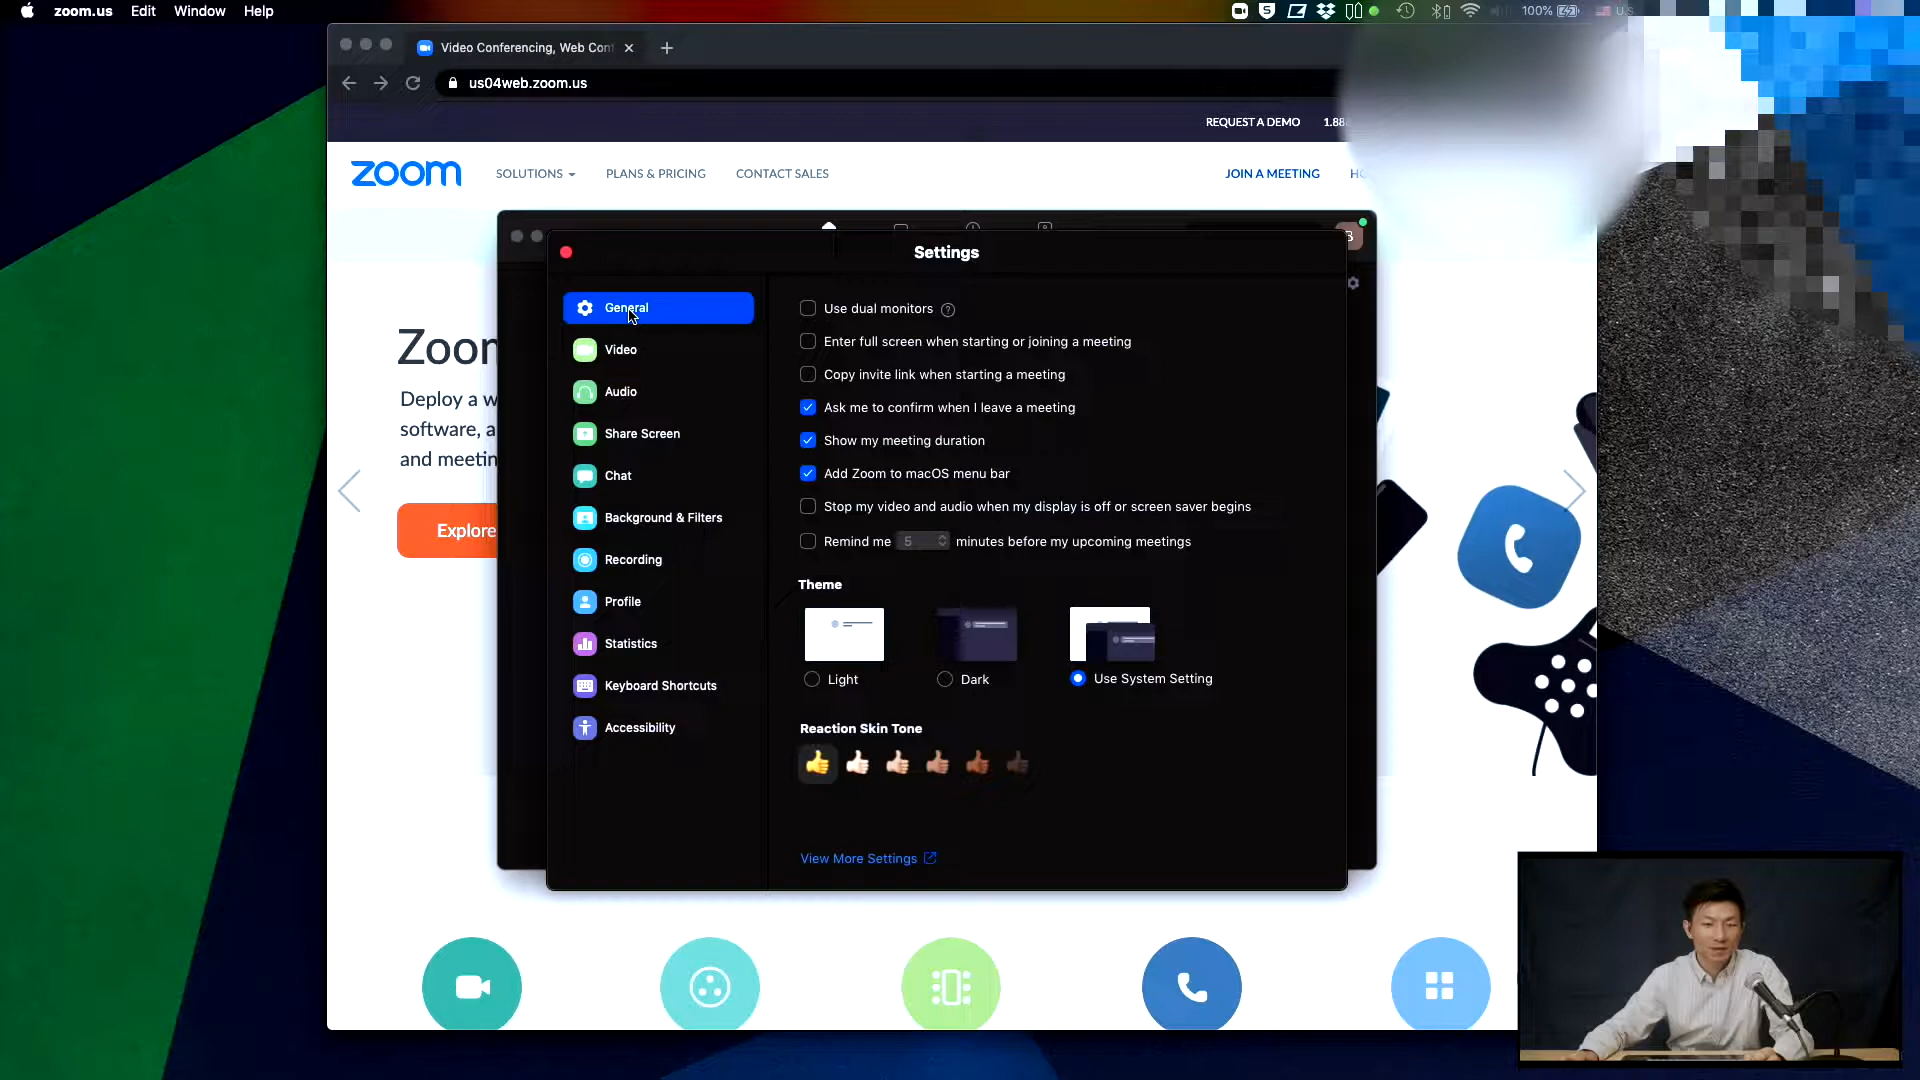 zoom.us Edit Window Help
100% U.S.
Video Conferencing, Web Con
us04web.zoom.us
REQUEST A DEMO 1.88
zoom SOLUTIONS PLANS & PRICING CONTACT SALES JOIN A MEETING
Settings
General
Video
Audio
Share Screen
Chat
Background & Filters
Recording
Profile
Statistics
Keyboard Shortcuts
Accessibility
Use dual monitors ?
Enter full screen when starting or joining a meeting
Copy invite link when starting a meeting
Ask me to confirm when I leave a meeting
Show my meeting duration
Add Zoom to macOS menu bar
Stop my video and audio when my display is off or screen saver begins
Remind me 5 minutes before my upcoming meetings
Theme
Light Dark Use System Setting
Reaction Skin Tone
View More Settings
Zoom
Deploy a w
software, a
and meetin
Explore